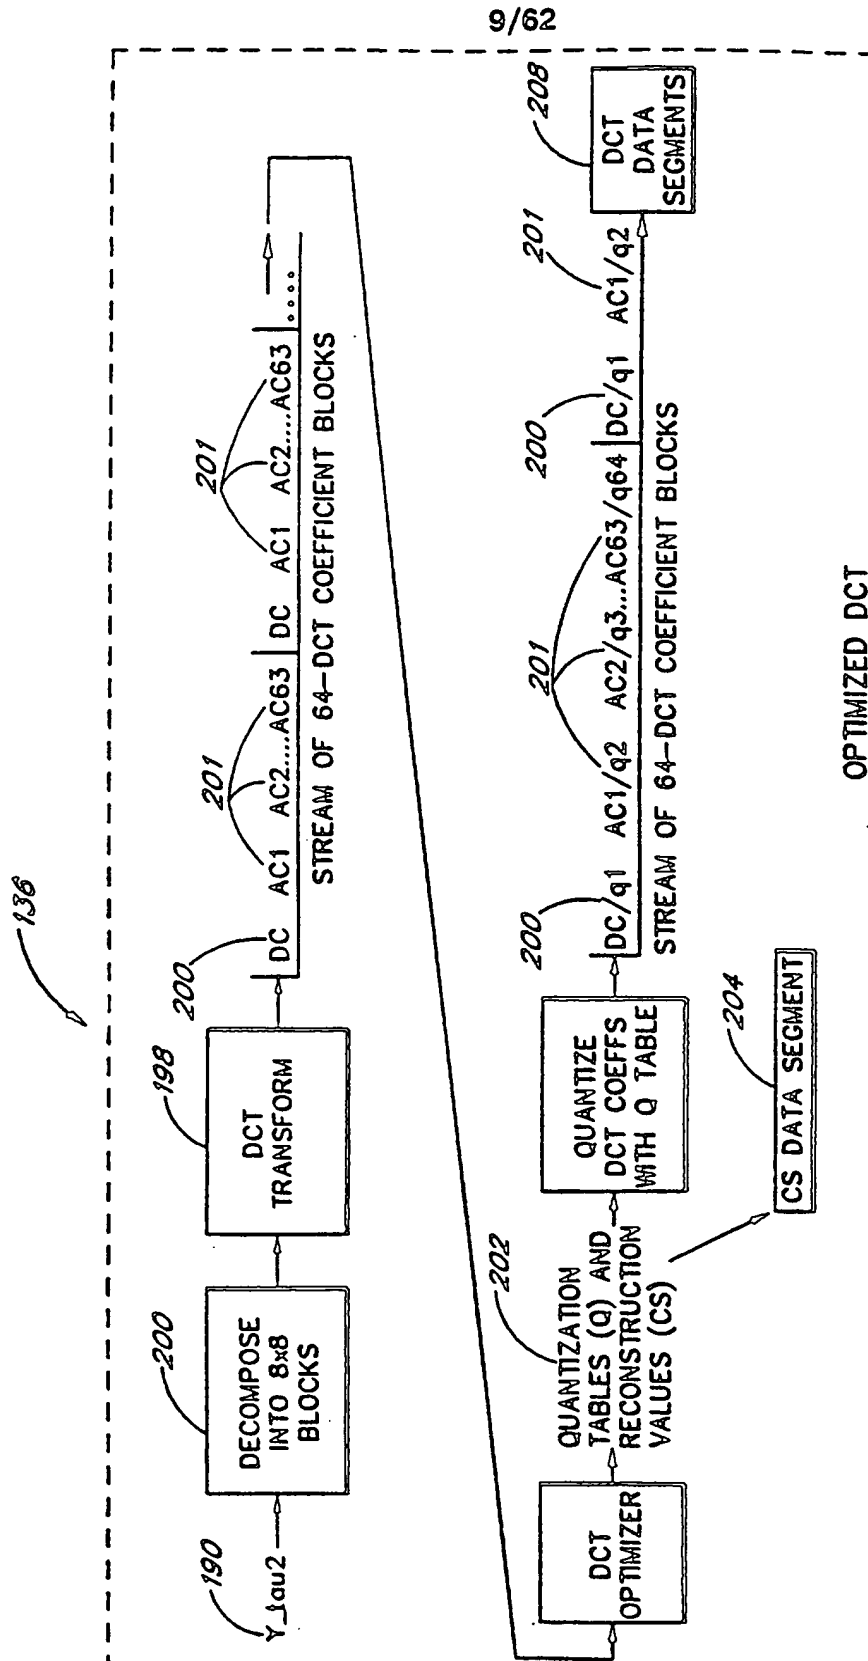 9/62
136
190
Y_tau2
200
DECOMPOSE
INTO 8x8
BLOCKS
198
DCT
TRANSFORM
200
201
201
DC AC1 AC2....AC63 DC AC1 AC2....AC63 ....
STREAM OF 64-DCT COEFFICIENT BLOCKS
DCT
OPTIMIZER
202
QUANTIZATION
TABLES (Q) AND
RECONSTRUCTION
VALUES (CS)
QUANTIZE
DCT COEFFS
WITH Q TABLE
204
CS DATA SEGMENT
200
201
200
201
DC/q1 AC1/q2 AC2/q3...AC63/q64 DC/q1 AC1/q2
STREAM OF 64-DCT COEFFICIENT BLOCKS
208
DCT
DATA
SEGMENTS
OPTIMIZED DCT